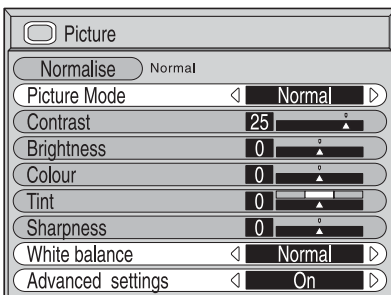 Picture
Normalise Normal
Picture Mode Normal
Contrast 25
Brightness 0
Colour 0
Tint 0
Sharpness 0
White balance Normal
Advanced settings On